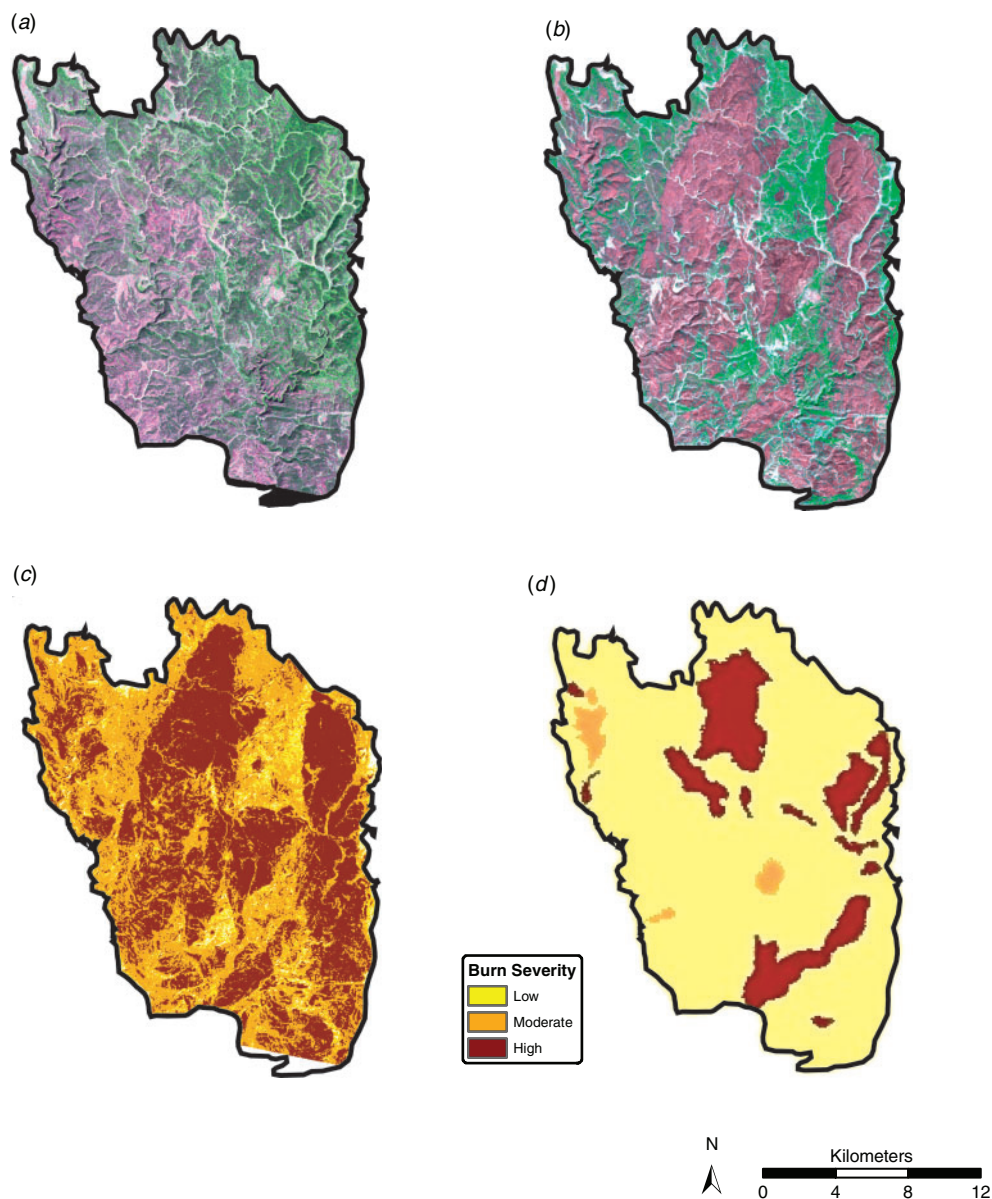 (a)
(b)
(c)
(d)
Burn Severity
Low
Moderate
High
N
Kilometers
0 4 8 12